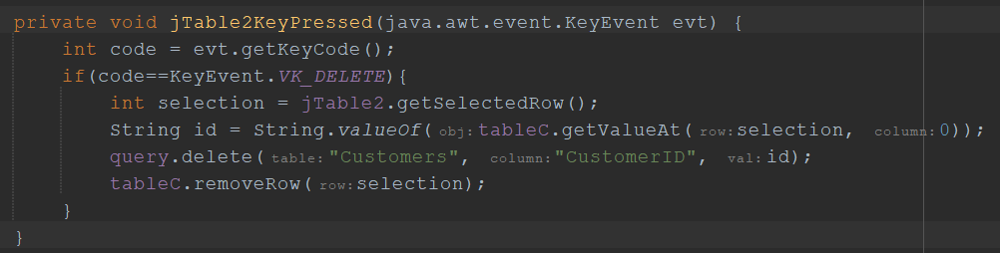 private void jTable2KeyPressed(java.awt.event.KeyEvent evt) {
    int code = evt.getKeyCode();
    if(code==KeyEvent.VK_DELETE){
        int selection = jTable2.getSelectedRow();
        String id = String.valueOf( obj: tableC.getValueAt( row: selection, column: 0));
        query.delete( table: "Customers", column: "CustomerID", val: id);
        tableC.removeRow( row: selection);
    }
}